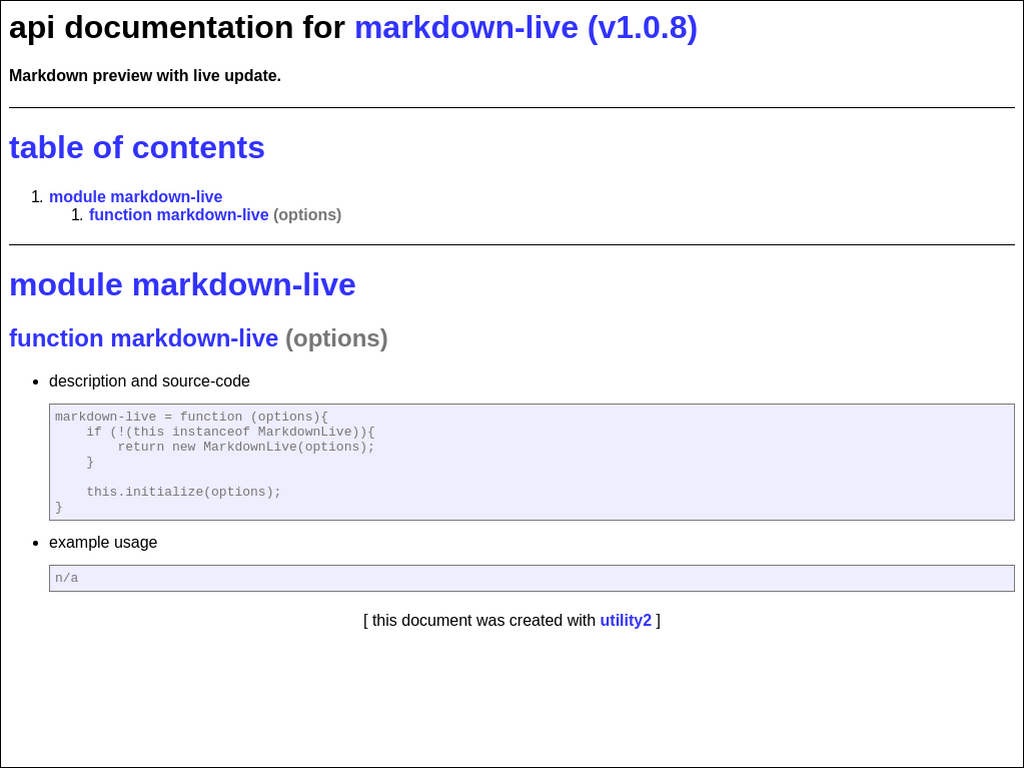 api documentation for markdown-live (v1.0.8)
Markdown preview with live update.
table of contents
1. module markdown-live
1. function markdown-live (options)
module markdown-live
function markdown-live (options)
• description and source-code
markdown-live = function (options){
    if (!(this instanceof MarkdownLive)){
        return new MarkdownLive(options);
    }

    this.initialize(options);
}
• example usage
n/a
[ this document was created with utility2 ]